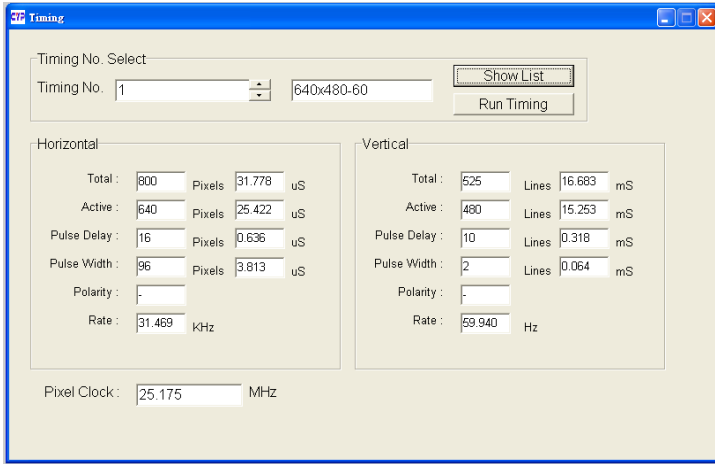 CYP Timing
Timing No. Select
Timing No. 1 640x480-60
Show List
Run Timing
Horizontal
Total : 800 Pixels 31.778 uS
Active : 640 Pixels 25.422 uS
Pulse Delay : 16 Pixels 0.636 uS
Pulse Width : 96 Pixels 3.813 uS
Polarity : -
Rate : 31.469 KHz
Vertical
Total : 525 Lines 16.683 mS
Active : 480 Lines 15.253 mS
Pulse Delay : 10 Lines 0.318 mS
Pulse Width : 2 Lines 0.064 mS
Polarity : -
Rate : 59.940 Hz
Pixel Clock : 25.175 MHz